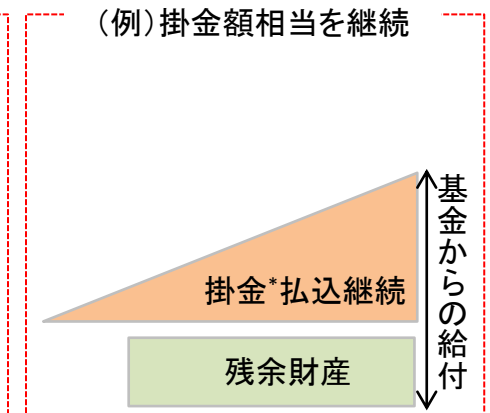 （例）掛金額相当を継続
掛金*払込継続
残余財産
基金からの給付